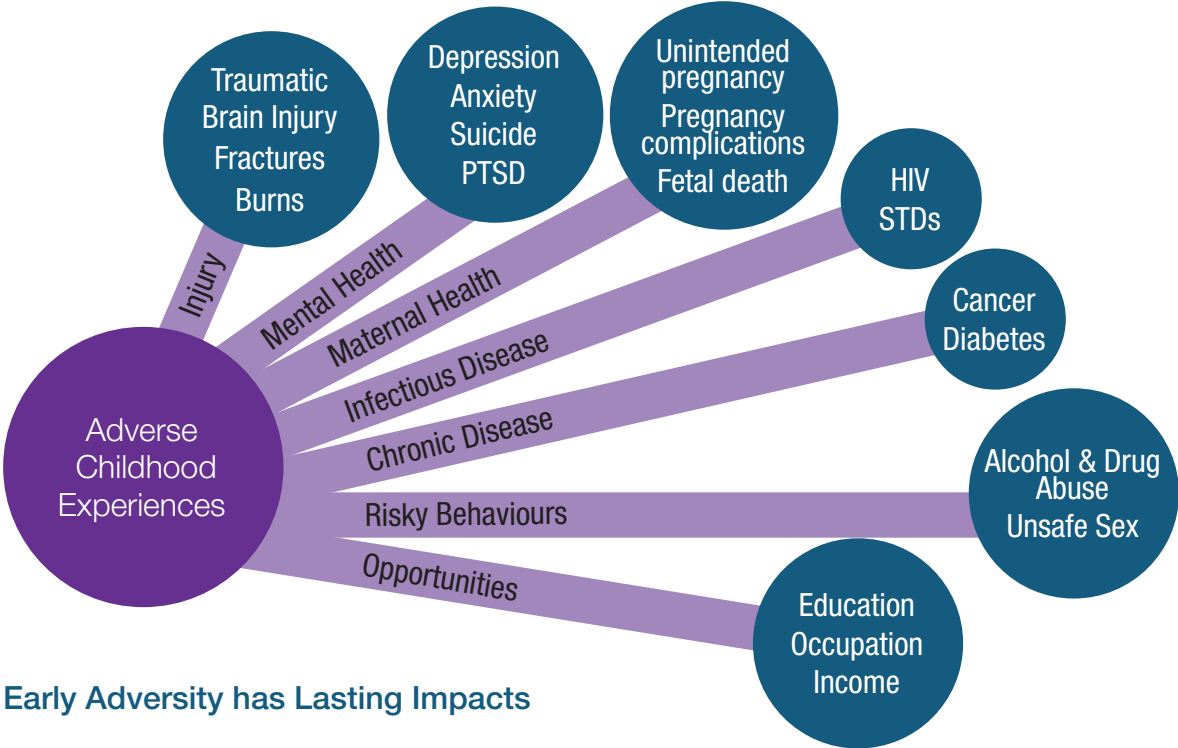 Traumatic
Brain Injury
Fractures
Burns
Depression
Anxiety
Suicide
PTSD
Unintended
pregnancy
Pregnancy
complications
Fetal death
HIV
STDs
Cancer
Diabetes
Alcohol & Drug
Abuse
Unsafe Sex
Education
Occupation
Income
Injury
Mental Health
Maternal Health
Infectious Disease
Chronic Disease
Risky Behaviours
Opportunities
Adverse
Childhood
Experiences
Early Adversity has Lasting Impacts